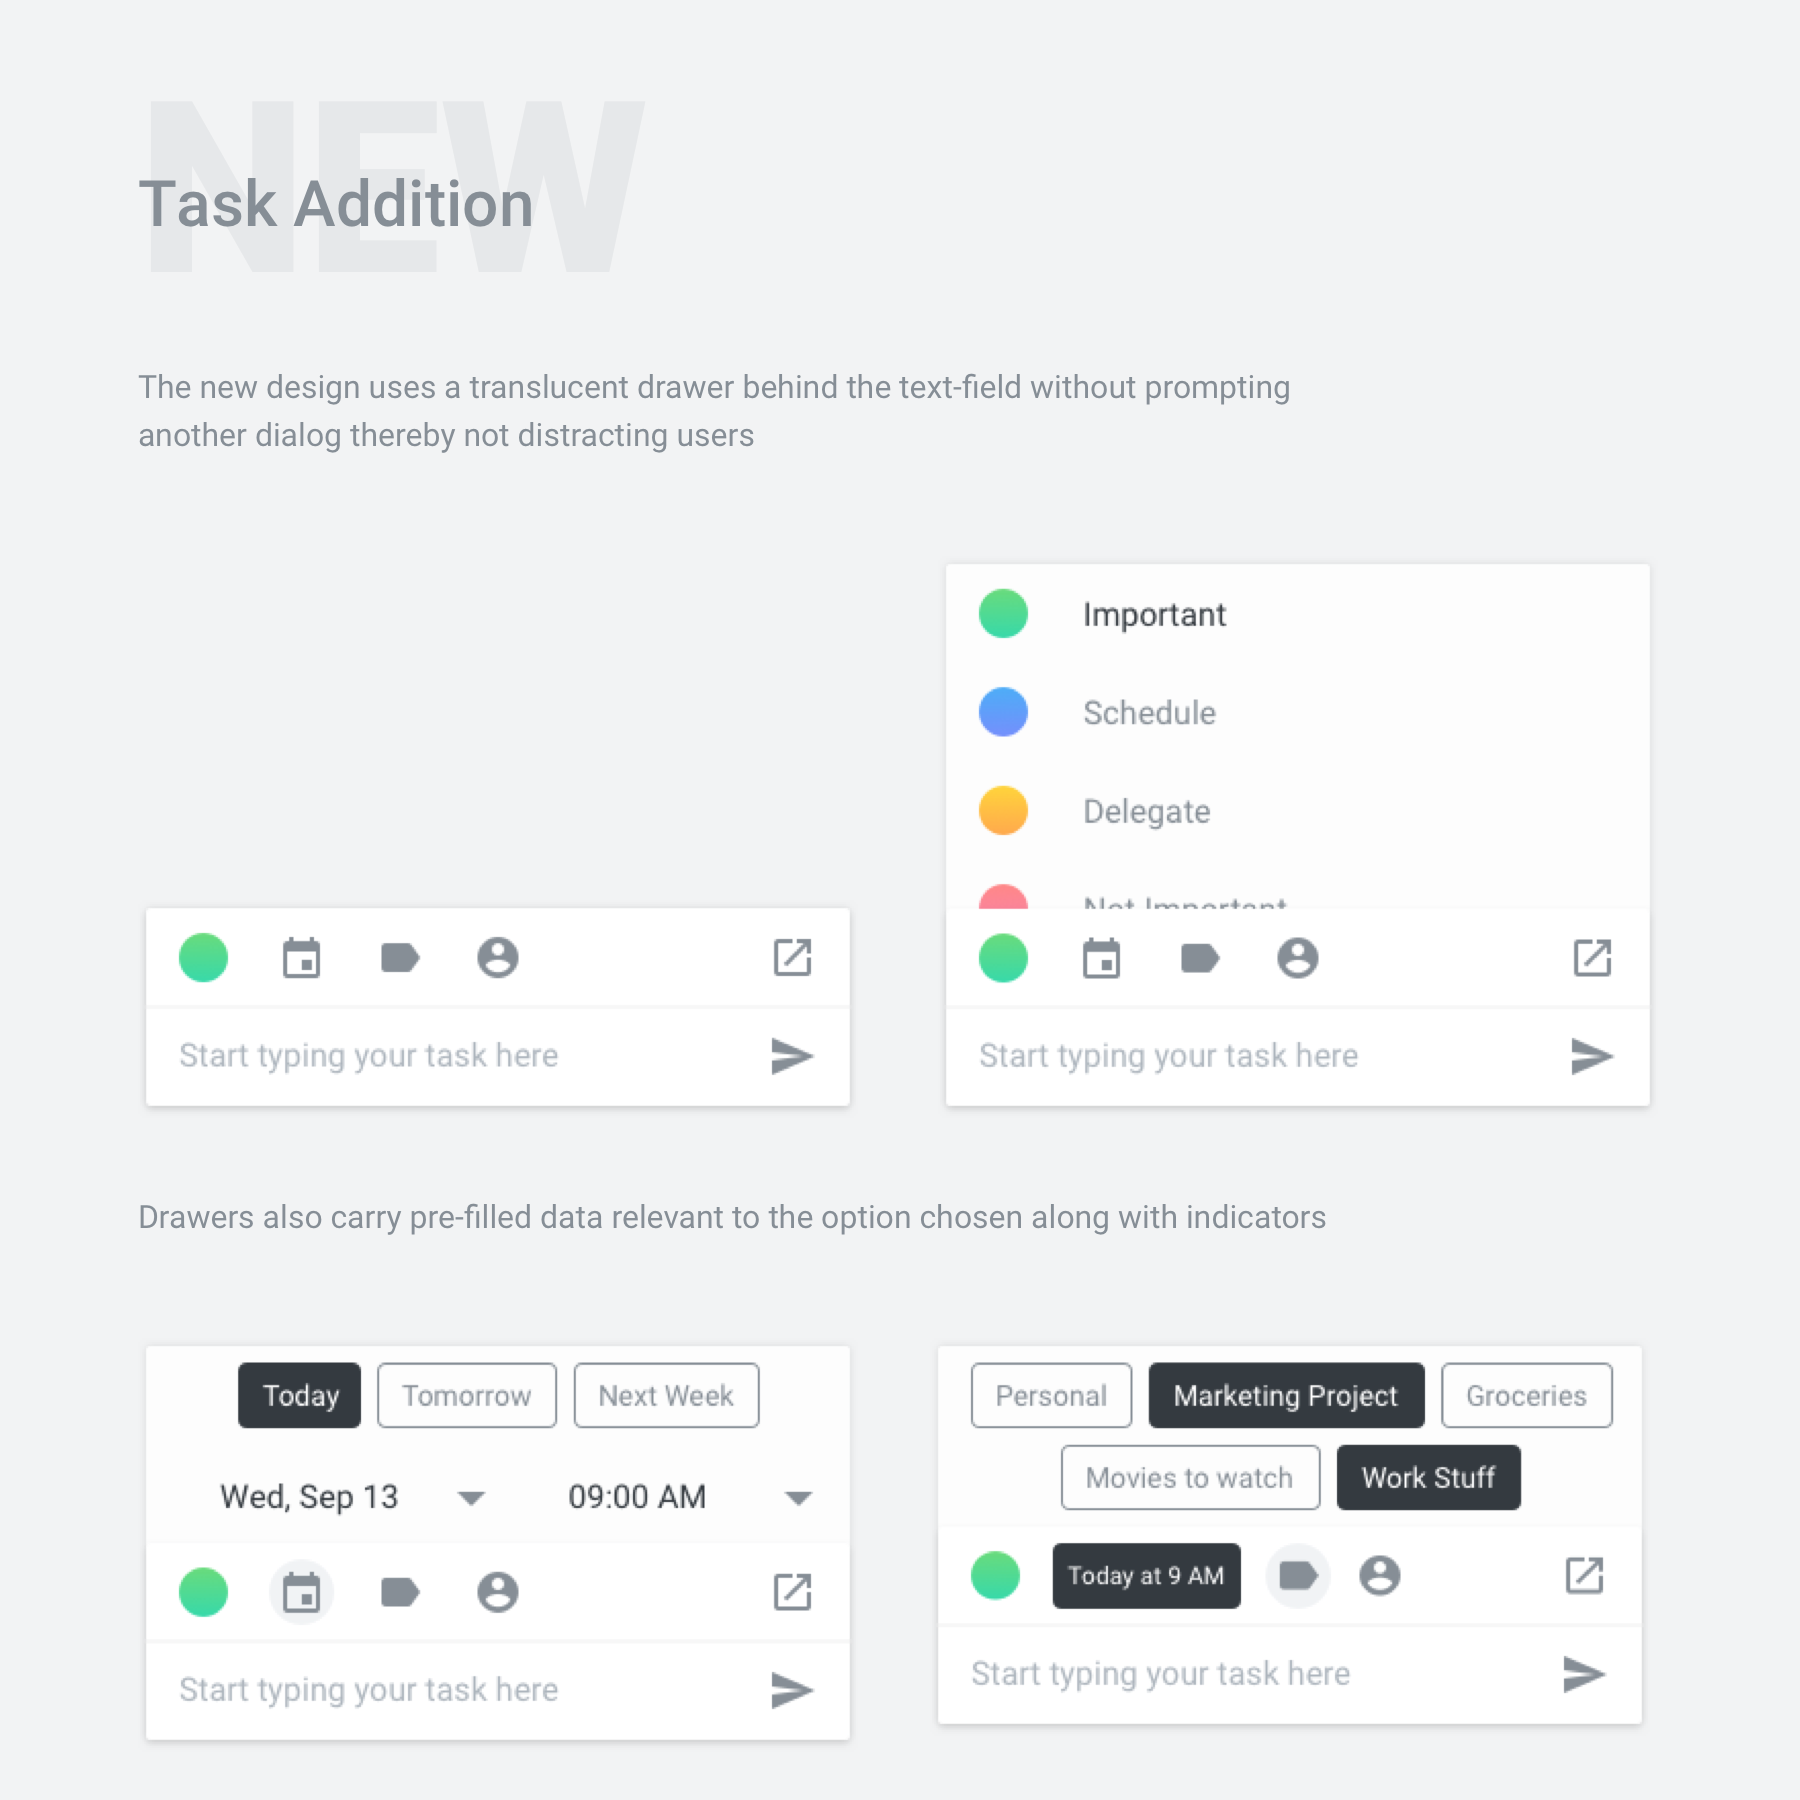 NEW
Task Addition
The new design uses a translucent drawer behind the text-field without prompting
another dialog thereby not distracting users
Important
Schedule
Delegate
Not Important
Start typing your task here
Start typing your task here
Drawers also carry pre-filled data relevant to the option chosen along with indicators
Today Tomorrow Next Week
Wed, Sep 13 09:00 AM
Start typing your task here
Personal Marketing Project Groceries
Movies to watch Work Stuff
Today at 9 AM
Start typing your task here